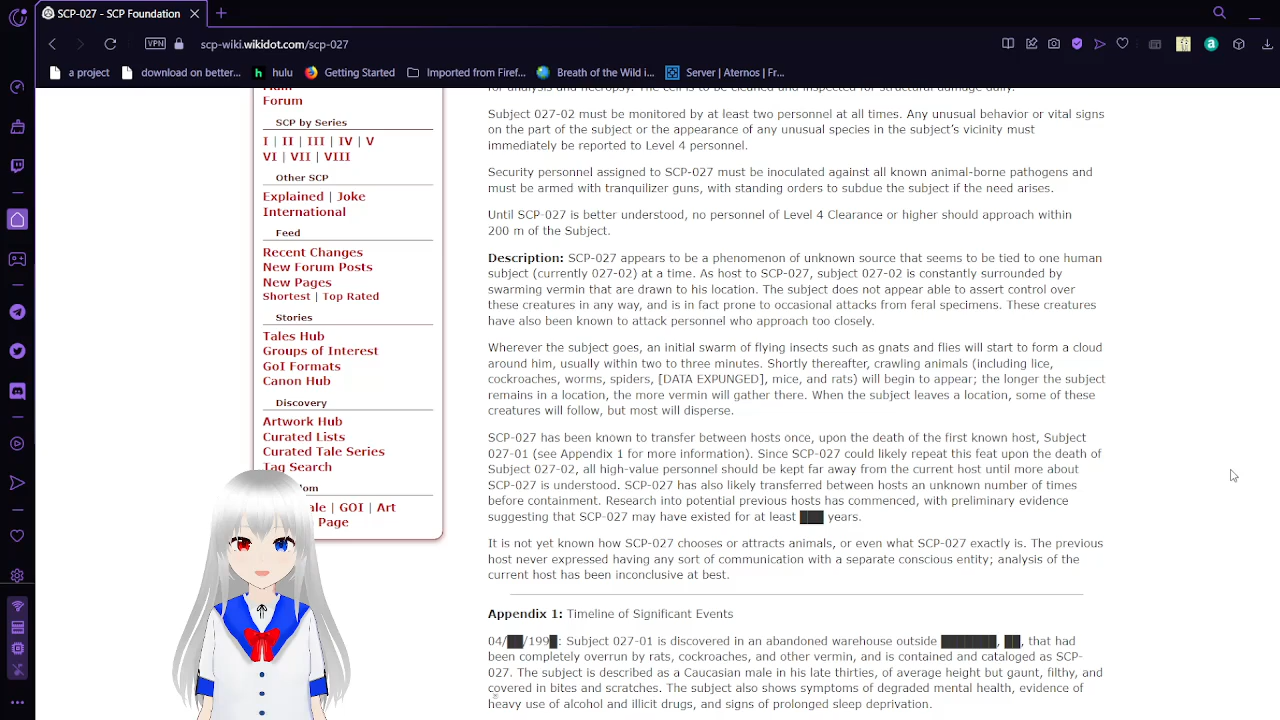 SCP-027 - SCP Foundation
VPN
scp-wiki.wikidot.com/scp-027
a project
download on better...
hulu
Getting Started
Imported from Firef...
Breath of the Wild i...
Server | Aternos | Fr...
Forum
SCP by Series
I | II | III | IV | V
VI | VII | VIII
Other SCP
Explained | Joke
International
Feed
Recent Changes
New Forum Posts
New Pages
Shortest | Top Rated
Stories
Tales Hub
Groups of Interest
GoI Formats
Canon Hub
Discovery
Artwork Hub
Curated Lists
Curated Tale Series
Tag Search
| GOI | Art
Page
for analysis and necropsy. The cell is to be cleaned and inspected for structural damage daily.
Subject 027-02 must be monitored by at least two personnel at all times. Any unusual behavior or vital signs
on the part of the subject or the appearance of any unusual species in the subject's vicinity must
immediately be reported to Level 4 personnel.
Security personnel assigned to SCP-027 must be inoculated against all known animal-borne pathogens and
must be armed with tranquilizer guns, with standing orders to subdue the subject if the need arises.
Until SCP-027 is better understood, no personnel of Level 4 Clearance or higher should approach within
200 m of the Subject.
Description: SCP-027 appears to be a phenomenon of unknown source that seems to be tied to one human
subject (currently 027-02) at a time. As host to SCP-027, subject 027-02 is constantly surrounded by
swarming vermin that are drawn to his location. The subject does not appear able to assert control over
these creatures in any way, and is in fact prone to occasional attacks from feral specimens. These creatures
have also been known to attack personnel who approach too closely.
Wherever the subject goes, an initial swarm of flying insects such as gnats and flies will start to form a cloud
around him, usually within two to three minutes. Shortly thereafter, crawling animals (including lice,
cockroaches, worms, spiders, [DATA EXPUNGED], mice, and rats) will begin to appear; the longer the subject
remains in a location, the more vermin will gather there. When the subject leaves a location, some of these
creatures will follow, but most will disperse.
SCP-027 has been known to transfer between hosts once, upon the death of the first known host, Subject
027-01 (see Appendix 1 for more information). Since SCP-027 could likely repeat this feat upon the death of
Subject 027-02, all high-value personnel should be kept far away from the current host until more about
SCP-027 is understood. SCP-027 has also likely transferred between hosts an unknown number of times
before containment. Research into potential previous hosts has commenced, with preliminary evidence
suggesting that SCP-027 may have existed for at least ███ years.
It is not yet known how SCP-027 chooses or attracts animals, or even what SCP-027 exactly is. The previous
host never expressed having any sort of communication with a separate conscious entity; analysis of the
current host has been inconclusive at best.
Appendix 1: Timeline of Significant Events
04/██/199█: Subject 027-01 is discovered in an abandoned warehouse outside ███████, ██, that had
been completely overrun by rats, cockroaches, and other vermin, and is contained and cataloged as SCP-
027. The subject is described as a Caucasian male in his late thirties, of average height but gaunt, filthy, and
covered in bites and scratches. The subject also shows symptoms of degraded mental health, evidence of
heavy use of alcohol and illicit drugs, and signs of prolonged sleep deprivation.